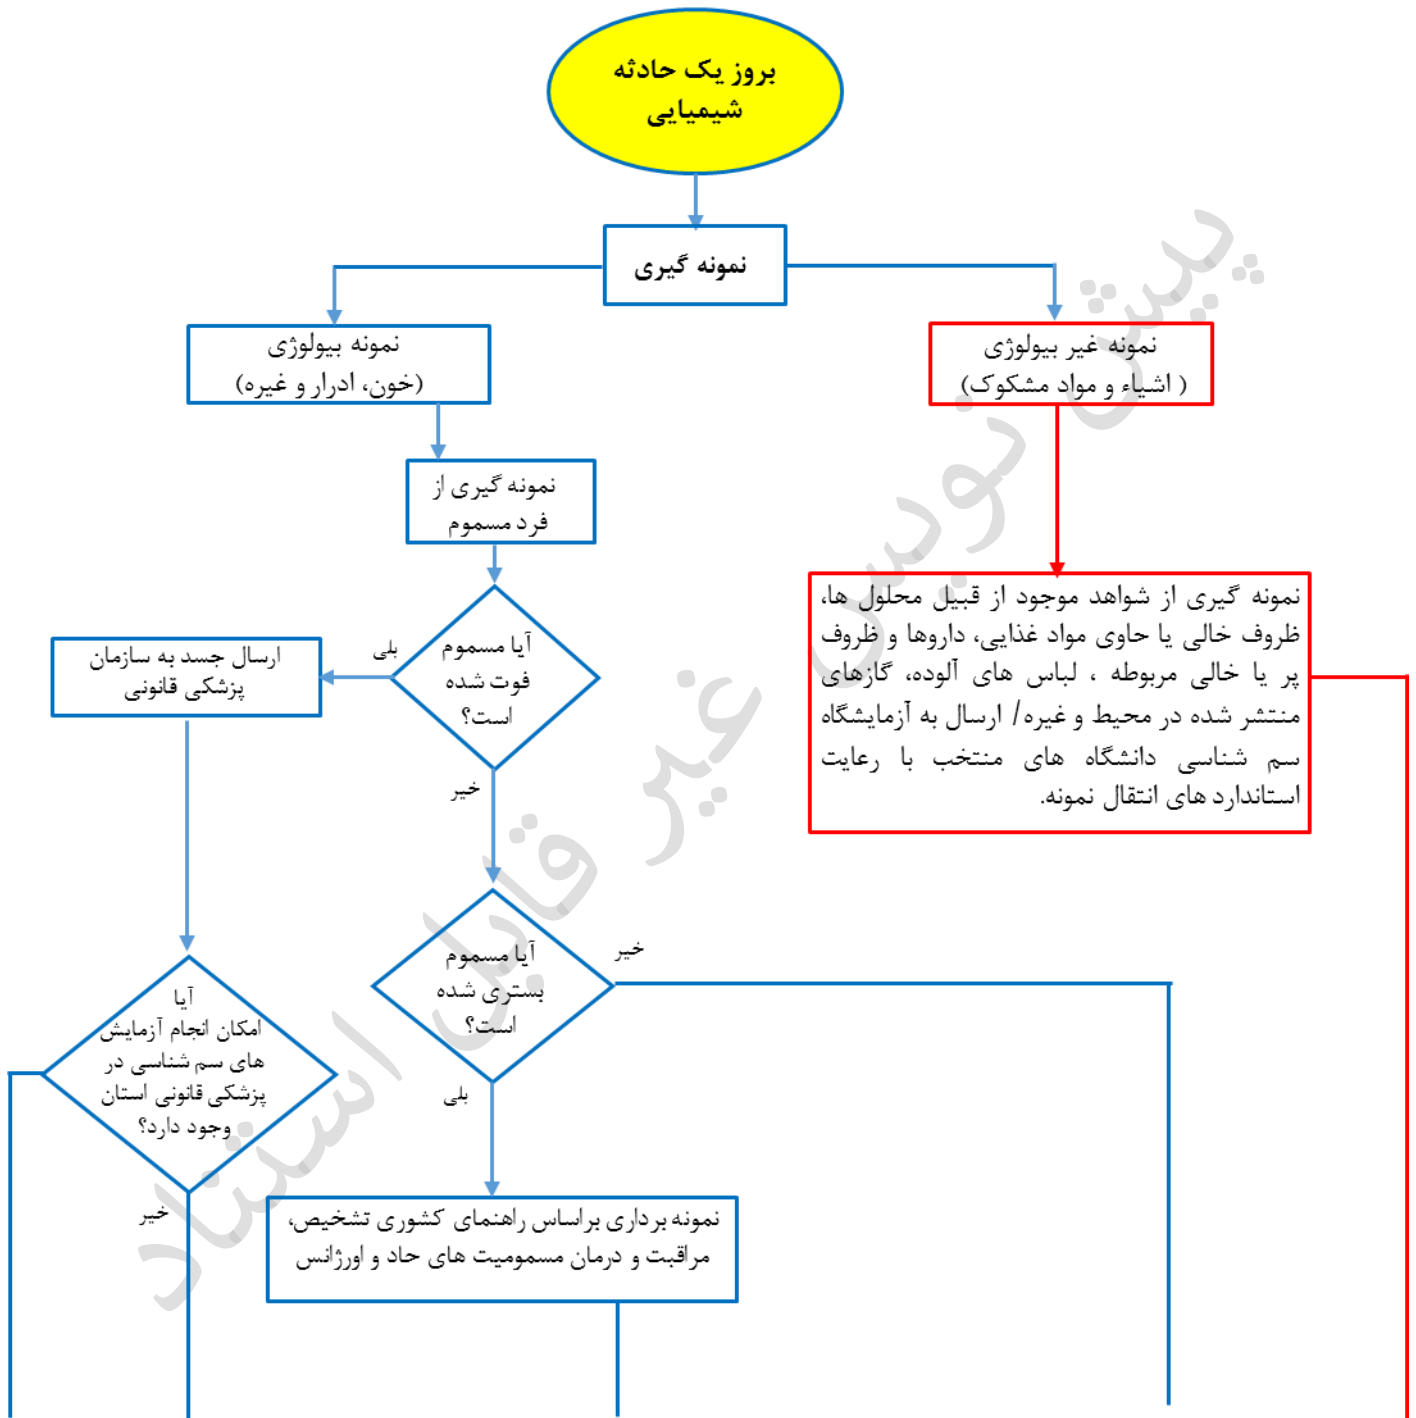 بروز یک حادثه
شیمیایی
نمونه گیری
نمونه غیر بیولوژی
( اشیاء و مواد مشکوک)
نمونه بیولوژی
(خون، ادرار و غیره)
نمونه گیری از
فرد مسموم
نمونه گیری از شواهد موجود از قبیل محلول ها،
ظروف خالی یا حاوی مواد غذایی، داروها و ظروف
پر یا خالی مربوطه ، لباس های آلوده، گازهای
منتشر شده در محیط و غیره/ ارسال به آزمایشگاه
سم شناسی دانشگاه های منتخب با رعایت
استاندارد های انتقال نمونه.
آیا مسموم
فوت شده
است؟
بلی
ارسال جسد به سازمان
پزشکی قانونی
خیر
آیا مسموم
بستری شده
است؟
خیر
بلی
آیا
امکان انجام آزمایش
های سم شناسی در
پزشکی قانونی استان
وجود دارد؟
خیر
نمونه برداری براساس راهنمای کشوری تشخیص،
مراقبت و درمان مسمومیت های حاد و اورژانس
پیش نویس غیر قابل استناد